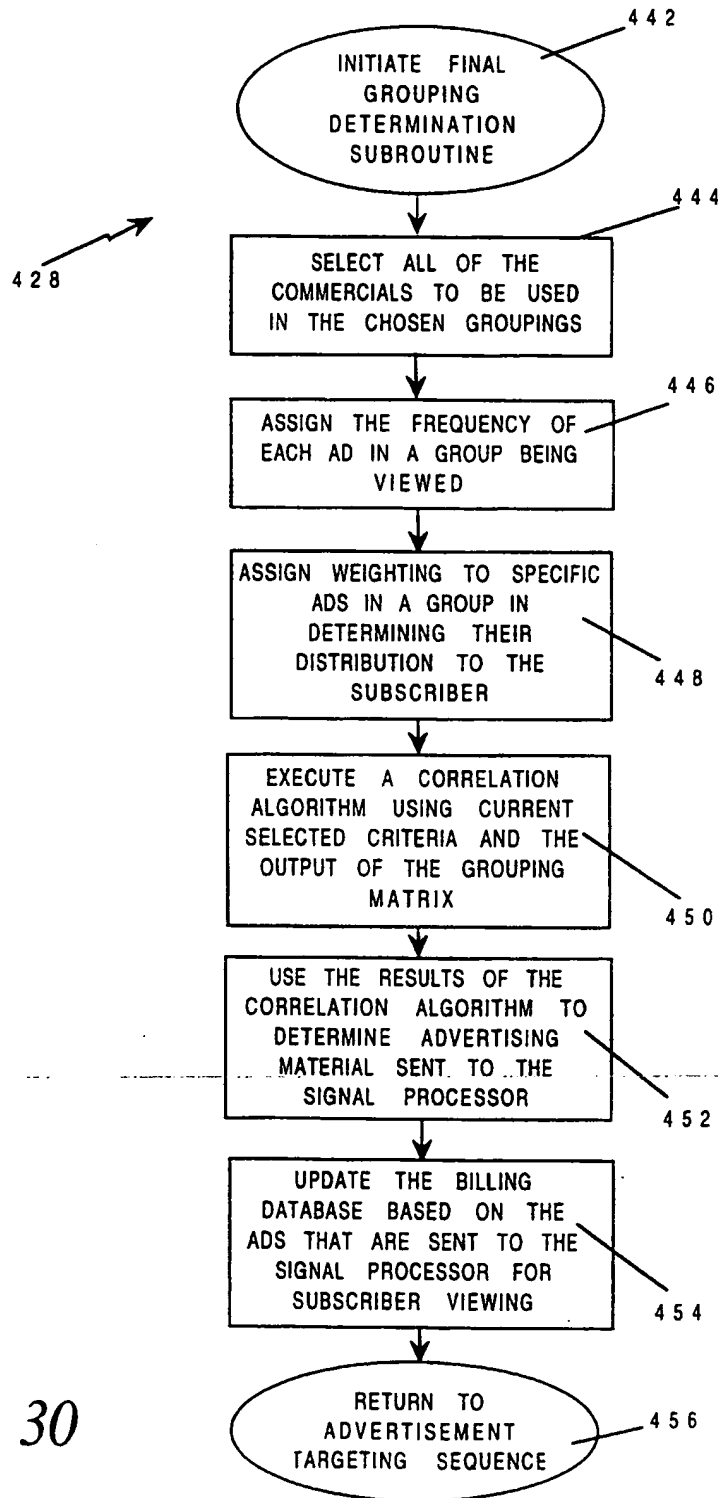 442
INITIATE FINAL
GROUPING
DETERMINATION
SUBROUTINE
428
444
SELECT ALL OF THE
COMMERCIALS TO BE USED
IN THE CHOSEN GROUPINGS
446
ASSIGN THE FREQUENCY OF
EACH AD IN A GROUP BEING
VIEWED
ASSIGN WEIGHTING TO SPECIFIC
ADS IN A GROUP IN
DETERMINING THEIR
DISTRIBUTION TO THE
SUBSCRIBER
448
EXECUTE A CORRELATION
ALGORITHM USING CURRENT
SELECTED CRITERIA AND THE
OUTPUT OF THE GROUPING
MATRIX
450
USE THE RESULTS OF THE
CORRELATION ALGORITHM TO
DETERMINE ADVERTISING
MATERIAL SENT TO THE
SIGNAL PROCESSOR
452
UPDATE THE BILLING
DATABASE BASED ON THE
ADS THAT ARE SENT TO THE
SIGNAL PROCESSOR FOR
SUBSCRIBER VIEWING
454
RETURN TO
ADVERTISEMENT
TARGETING SEQUENCE
456
30